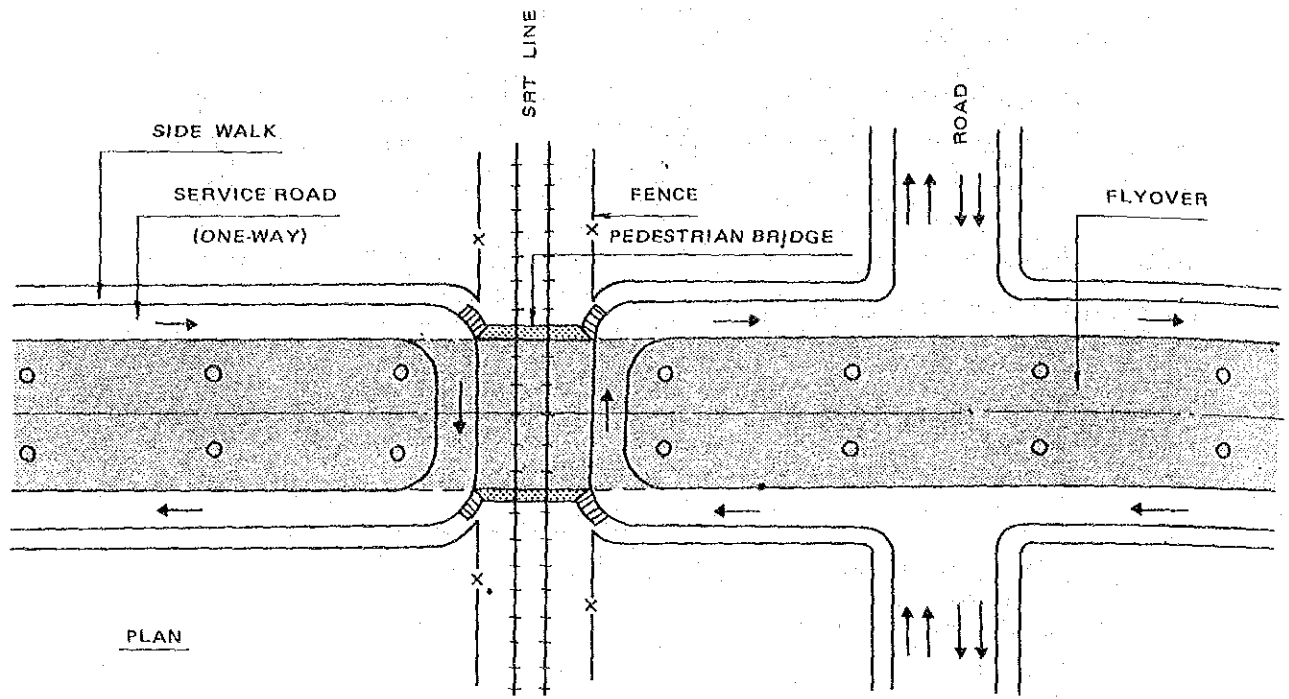 SRT LINE
ROAD
SIDE WALK
SERVICE ROAD
(ONE-WAY)
FENCE
PEDESTRIAN BRIDGE
FLYOVER
PLAN